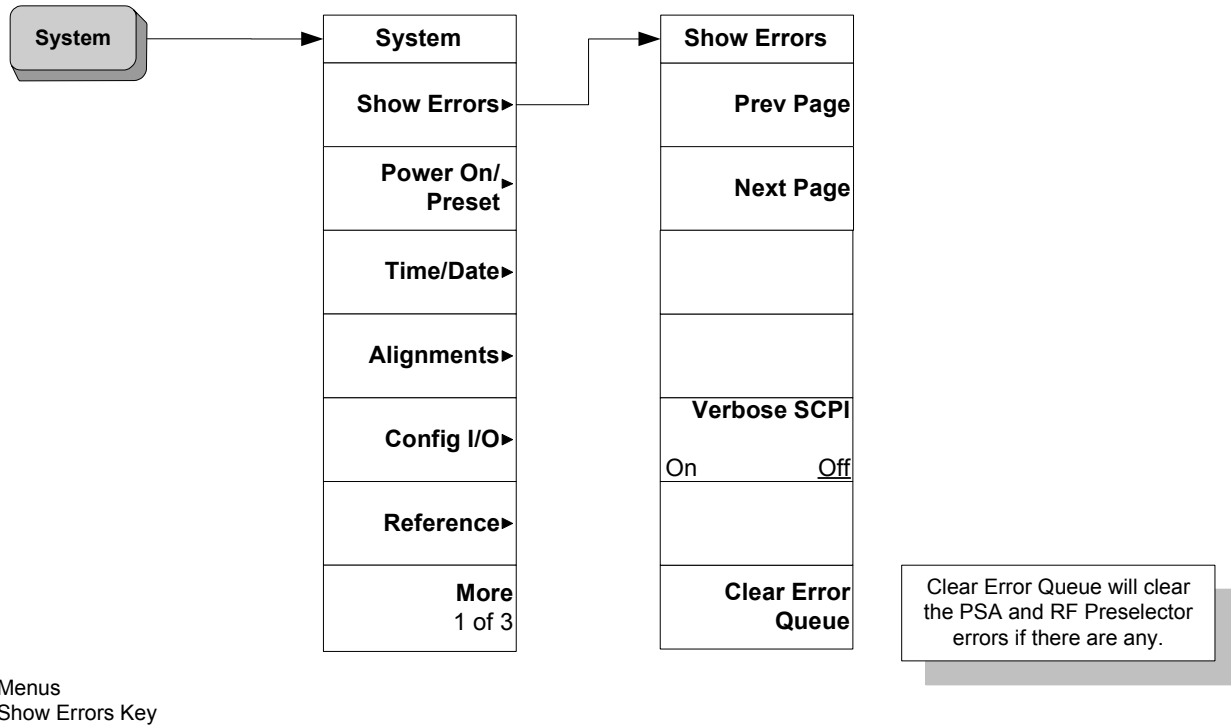 System
System
Show Errors▸
Power On/▸
Preset
Time/Date▸
Alignments▸
Config I/O▸
Reference▸
More
1 of 3
Show Errors
Prev Page
Next Page
Verbose SCPI
On Off
Clear Error
Queue
Clear Error Queue will clear
the PSA and RF Preselector
errors if there are any.
Menus
Show Errors Key